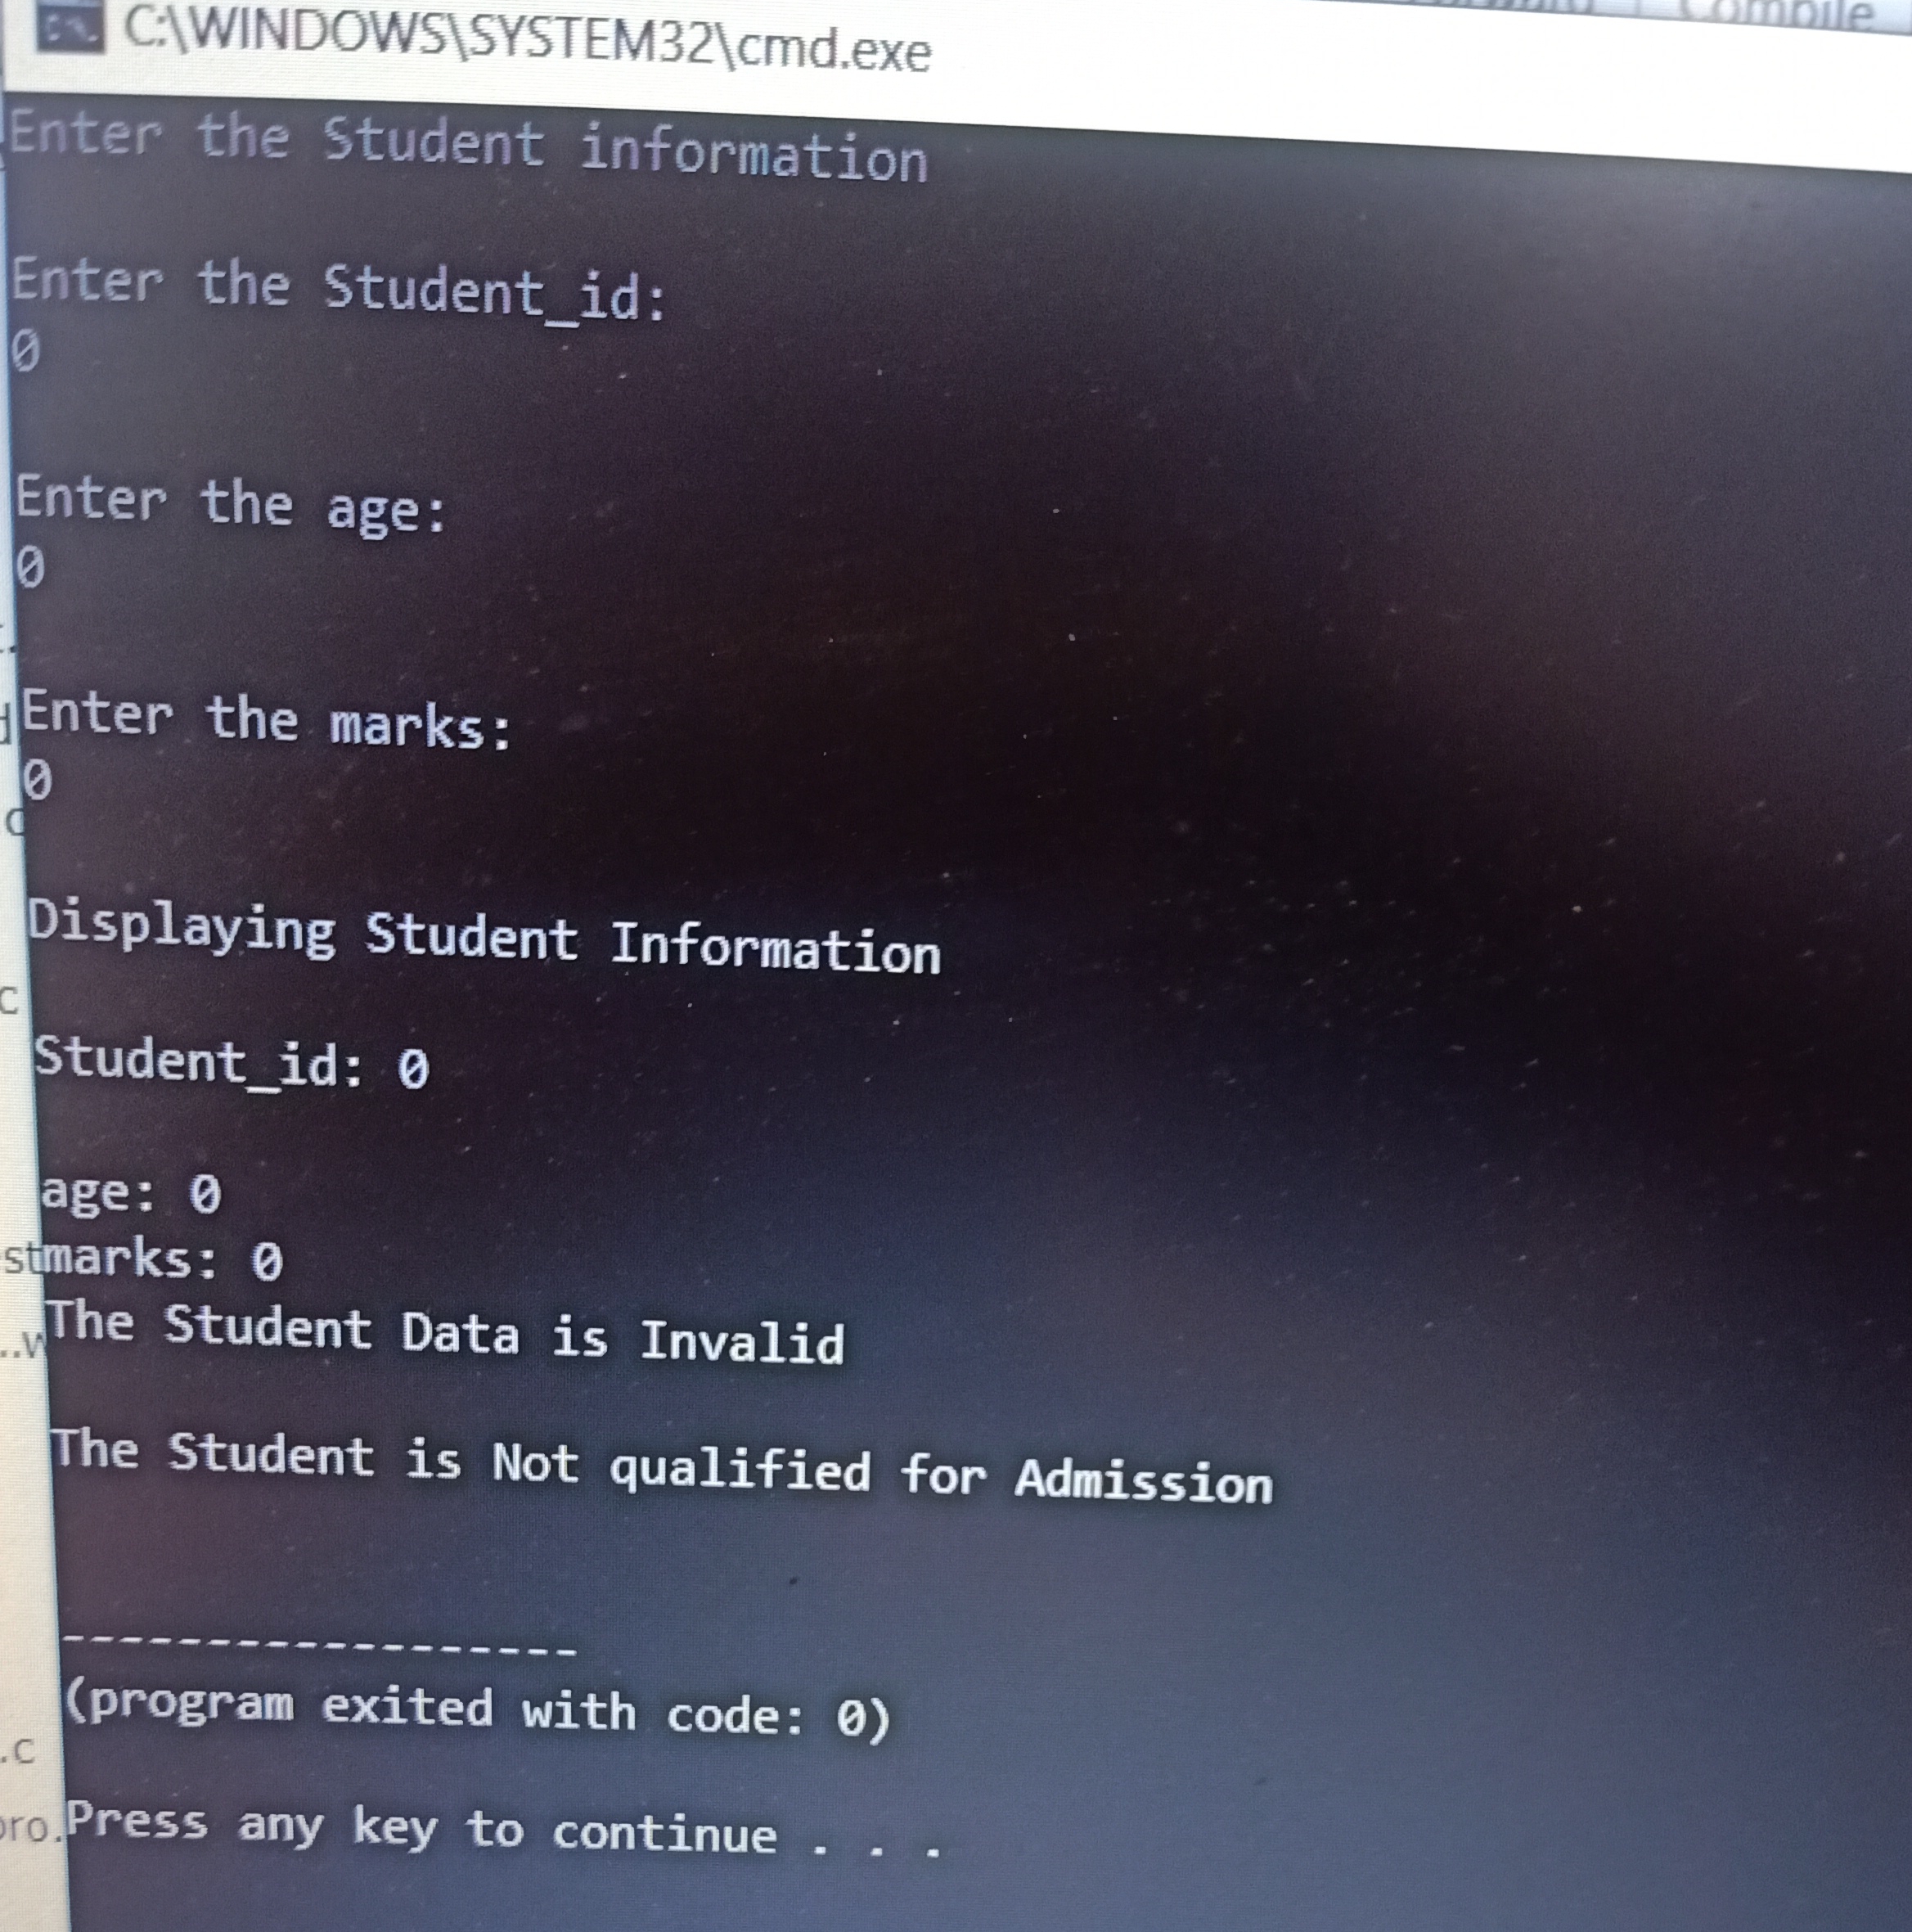 Compile
C:\WINDOWS\SYSTEM32\cmd.exe
Enter the Student information
Enter the Student_id:
0
Enter the age:
0
Enter the marks:
0
Displaying Student Information
Student_id: 0
age: 0
marks: 0
The Student Data is Invalid
The Student is Not qualified for Admission
------------------
(program exited with code: 0)
Press any key to continue . . .